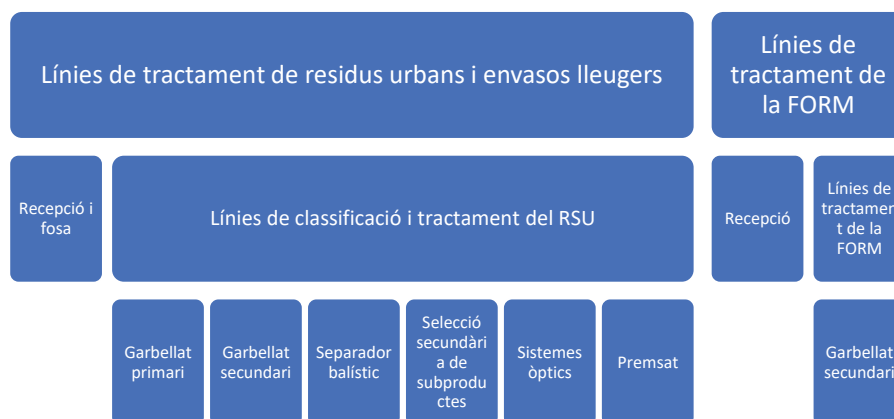 Línies de tractament de residus urbans i envasos lleugers
Línies de
tractament de
la FORM
Recepció i
fosa
Línies de classificació i tractament del RSU
Recepció
Línies de
tractamen
t de la
FORM
Garbellat
primari
Garbellat
secundari
Separador
balístic
Selecció
secundàri
a de
subprodu
ctes
Sistemes
òptics
Premsat
Garbellat
secundari